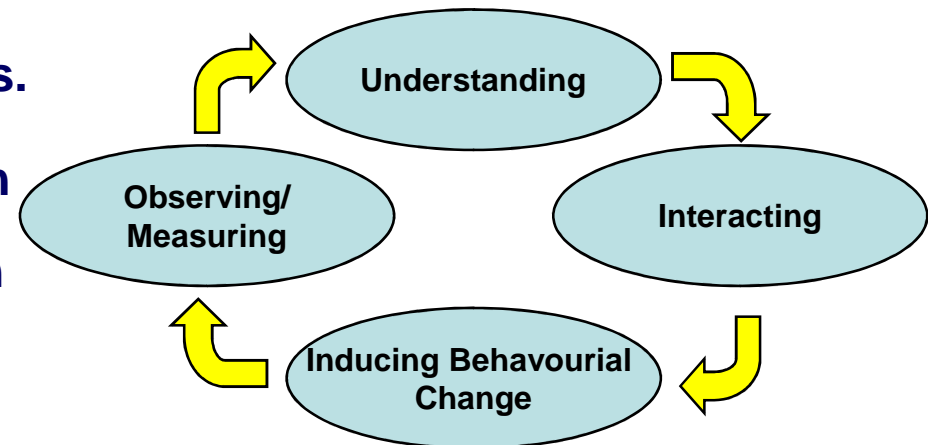 s.
n
n
Understanding
Observing/
Measuring
Interacting
Inducing Behavourial
Change